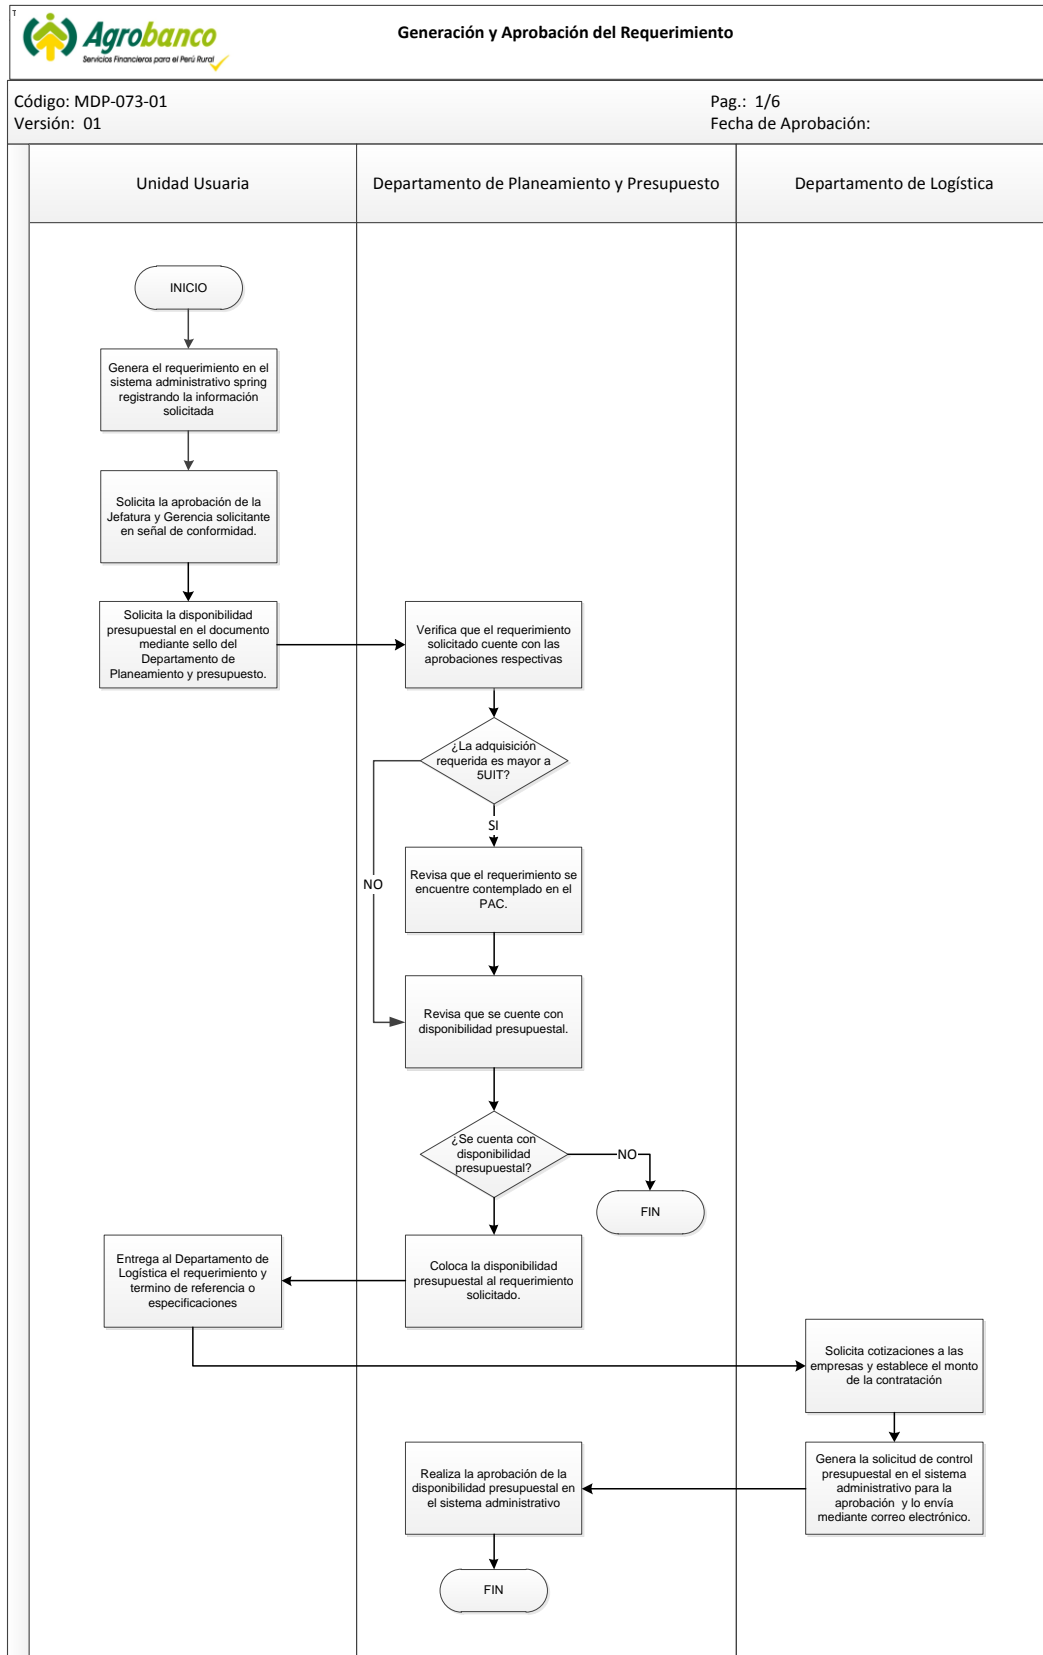 T
Agrobanco
Servicios Financieros para el Perú Rural
Generación y Aprobación del Requerimiento
Código: MDP-073-01
Versión: 01
Pag.: 1/6
Fecha de Aprobación:
Unidad Usuaria
Departamento de Planeamiento y Presupuesto
Departamento de Logística
INICIO
Genera el requerimiento en el
sistema administrativo spring
registrando la información
solicitada
Solicita la aprobación de la
Jefatura y Gerencia solicitante
en señal de conformidad.
Solicita la disponibilidad
presupuestal en el documento
mediante sello del
Departamento de
Planeamiento y presupuesto.
Verifica que el requerimiento
solicitado cuente con las
aprobaciones respectivas
¿La adquisición
requerida es mayor a
5UIT?
SI
NO
Revisa que el requerimiento se
encuentre contemplado en el
PAC.
Revisa que se cuente con
disponibilidad presupuestal.
¿Se cuenta con
disponibilidad
presupuestal?
NO
FIN
Coloca la disponibilidad
presupuestal al requerimiento
solicitado.
Entrega al Departamento de
Logística el requerimiento y
termino de referencia o
especificaciones
Solicita cotizaciones a las
empresas y establece el monto
de la contratación
Genera la solicitud de control
presupuestal en el sistema
administrativo para la
aprobación y lo envía
mediante correo electrónico.
Realiza la aprobación de la
disponibilidad presupuestal en
el sistema administrativo
FIN